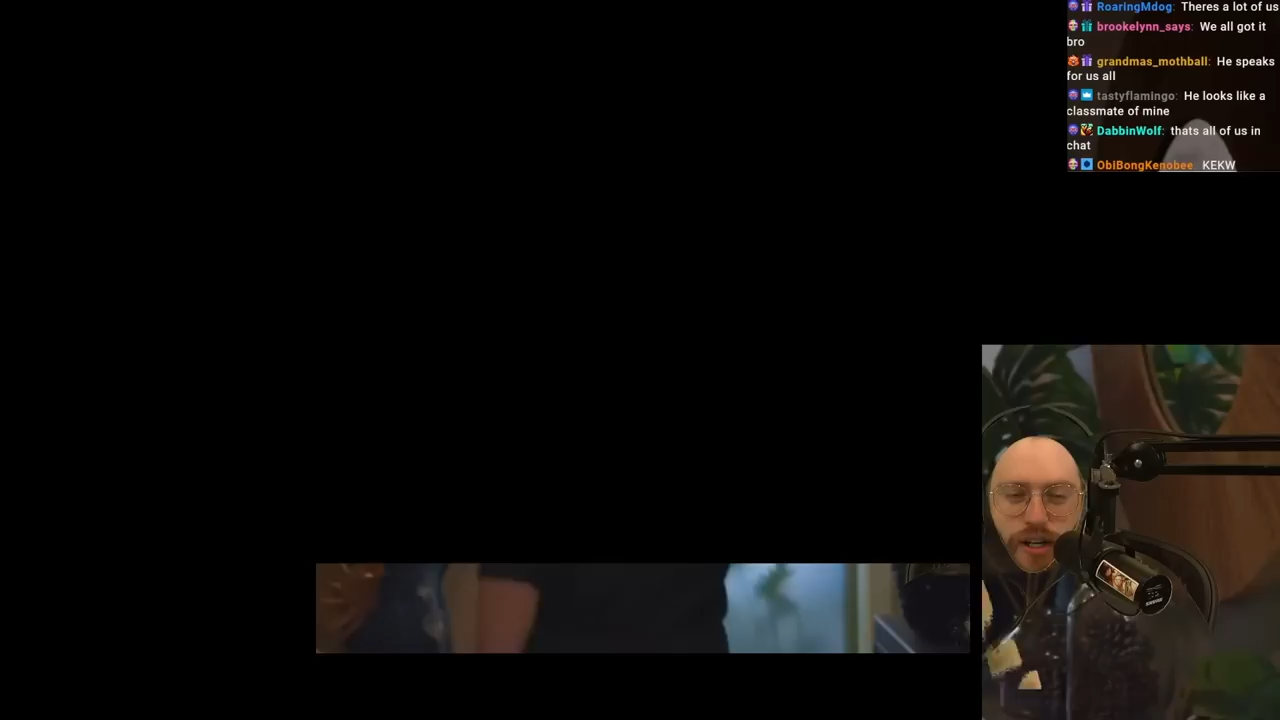 RoaringMdog: Theres a lot of us
brookelynn_says: We all got it
bro
grandmas_mothball: He speaks
for us all
tastyflamingo: He looks like a
classmate of mine
DabbinWolf: thats all of us in
chat
ObiBongKenobee: KEKW
SHURE